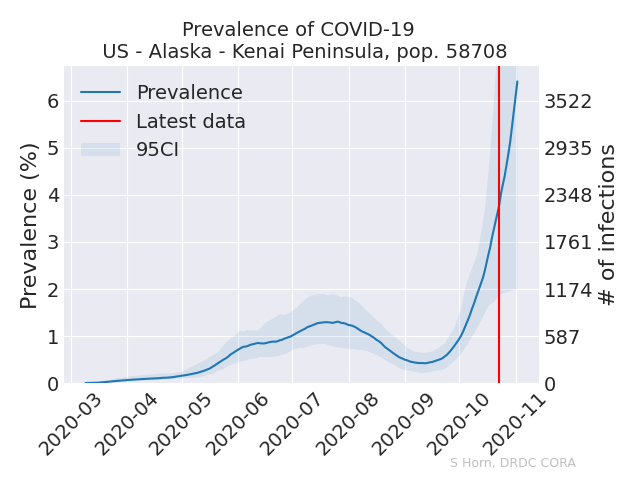 Prevalence of COVID-19
US - Alaska - Kenai Peninsula, pop. 58708
Prevalence
Latest data
95CI
Prevalence (%)
6
5
4
3
2
1
0
3522
2935
2348
1761
1174
587
0
# of infections
2020-03
2020-04
2020-05
2020-06
2020-07
2020-08
2020-09
2020-10
2020-11
S Horn, DRDC CORA